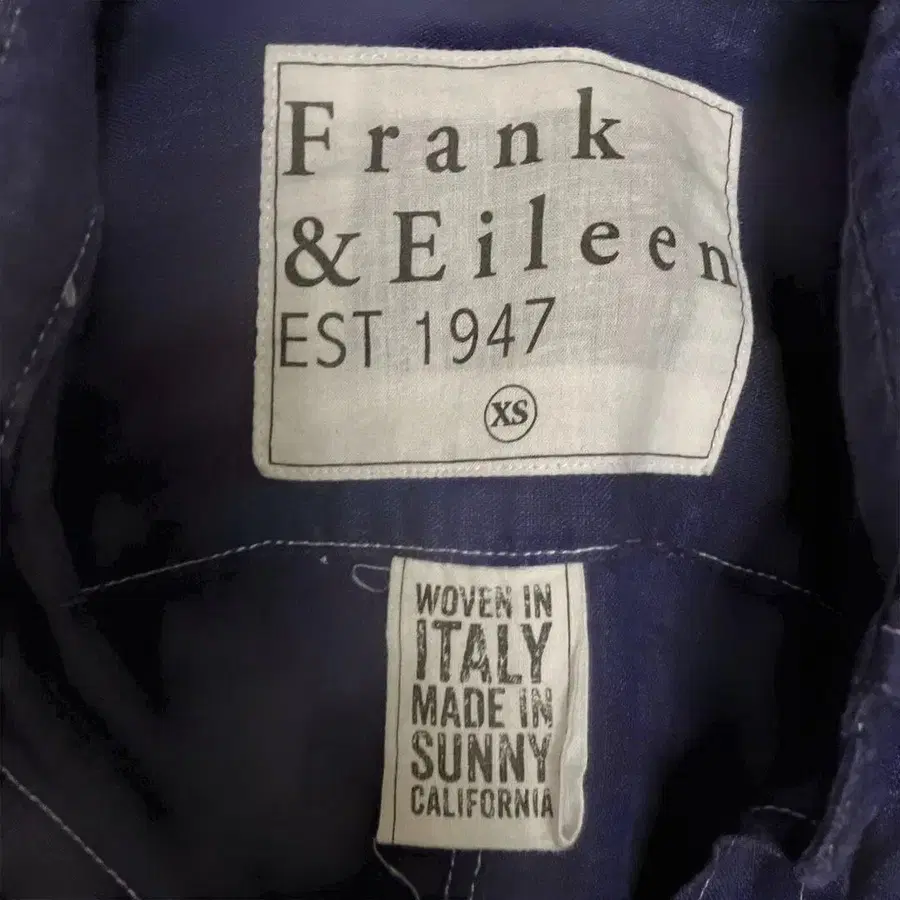 Frank
& Eileen
EST 1947
XS
WOVEN IN
ITALY
MADE IN
SUNNY
CALIFORNIA